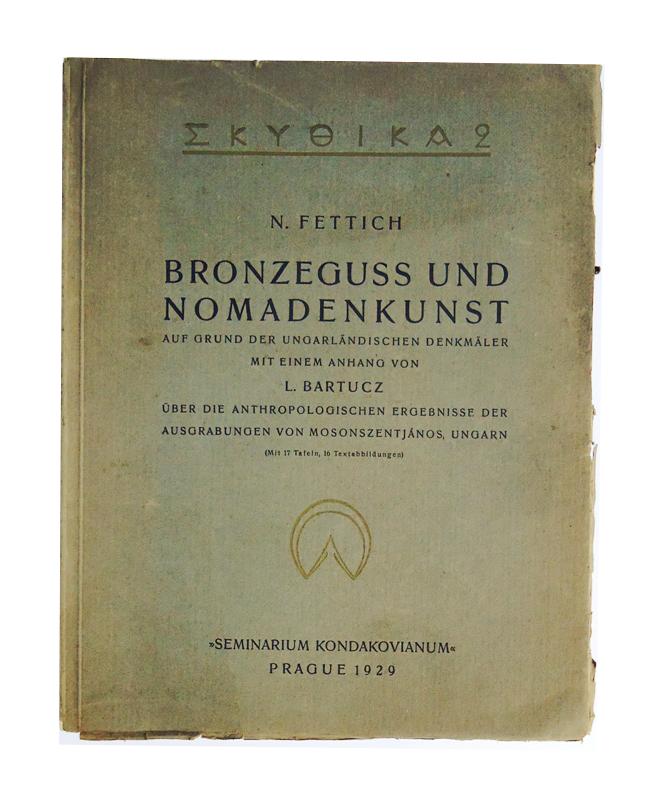 ΣΚΥΘΙΚΑ 2
N. FETTICH
BRONZEGUSS UND
NOMADENKUNST
AUF GRUND DER UNGARLÄNDISCHEN DENKMÄLER
MIT EINEM ANHANG VON
L. BARTUCZ
ÜBER DIE ANTHROPOLOGISCHEN ERGEBNISSE DER
AUSGRABUNGEN VON MOSONSZENTJÁNOS, UNGARN
(Mit 17 Tafeln, 16 Textabbildungen)
»SEMINARIUM KONDAKOVIANUM«
PRAGUE 1929